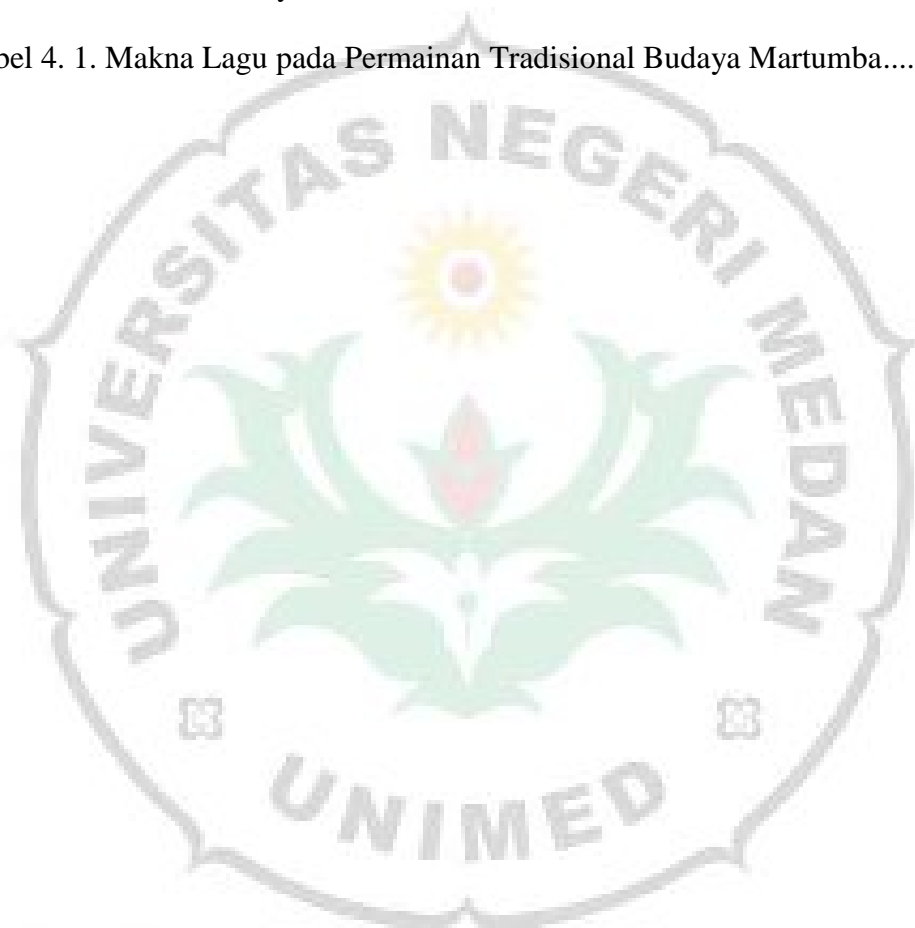 bel 4. 1. Makna Lagu pada Permainan Tradisional Budaya Martumba....
UNIVERSITAS NEGERI MEDAN
UNIMED